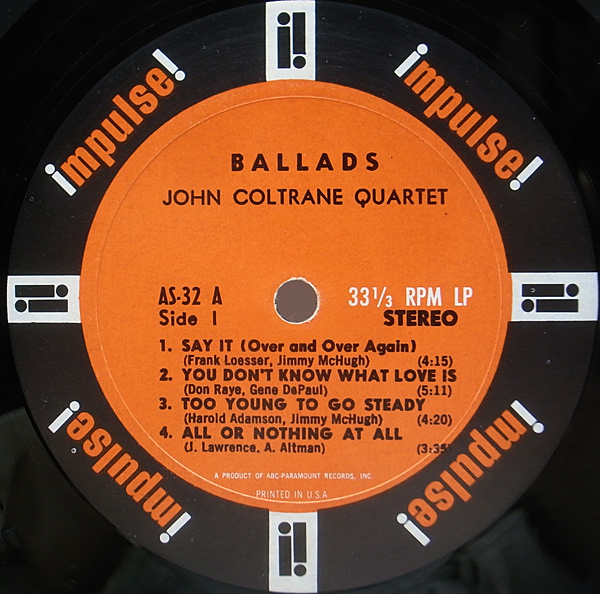 impulse!
impulse!
BALLADS
JOHN COLTRANE QUARTET
AS-32 A
33⅓ RPM LP
Side 1
STEREO
1. SAY IT (Over and Over Again)
(Frank Loesser, Jimmy McHugh) (4:15)
2. YOU DON'T KNOW WHAT LOVE IS
(Don Raye, Gene DePaul) (5:11)
3. TOO YOUNG TO GO STEADY
(Harold Adamson, Jimmy McHugh) (4:20)
4. ALL OR NOTHING AT ALL
(J. Lawrence, A. Altman) (3:35)
A PRODUCT OF ABC-PARAMOUNT RECORDS, INC.
PRINTED IN U.S.A.
impulse!
impulse!